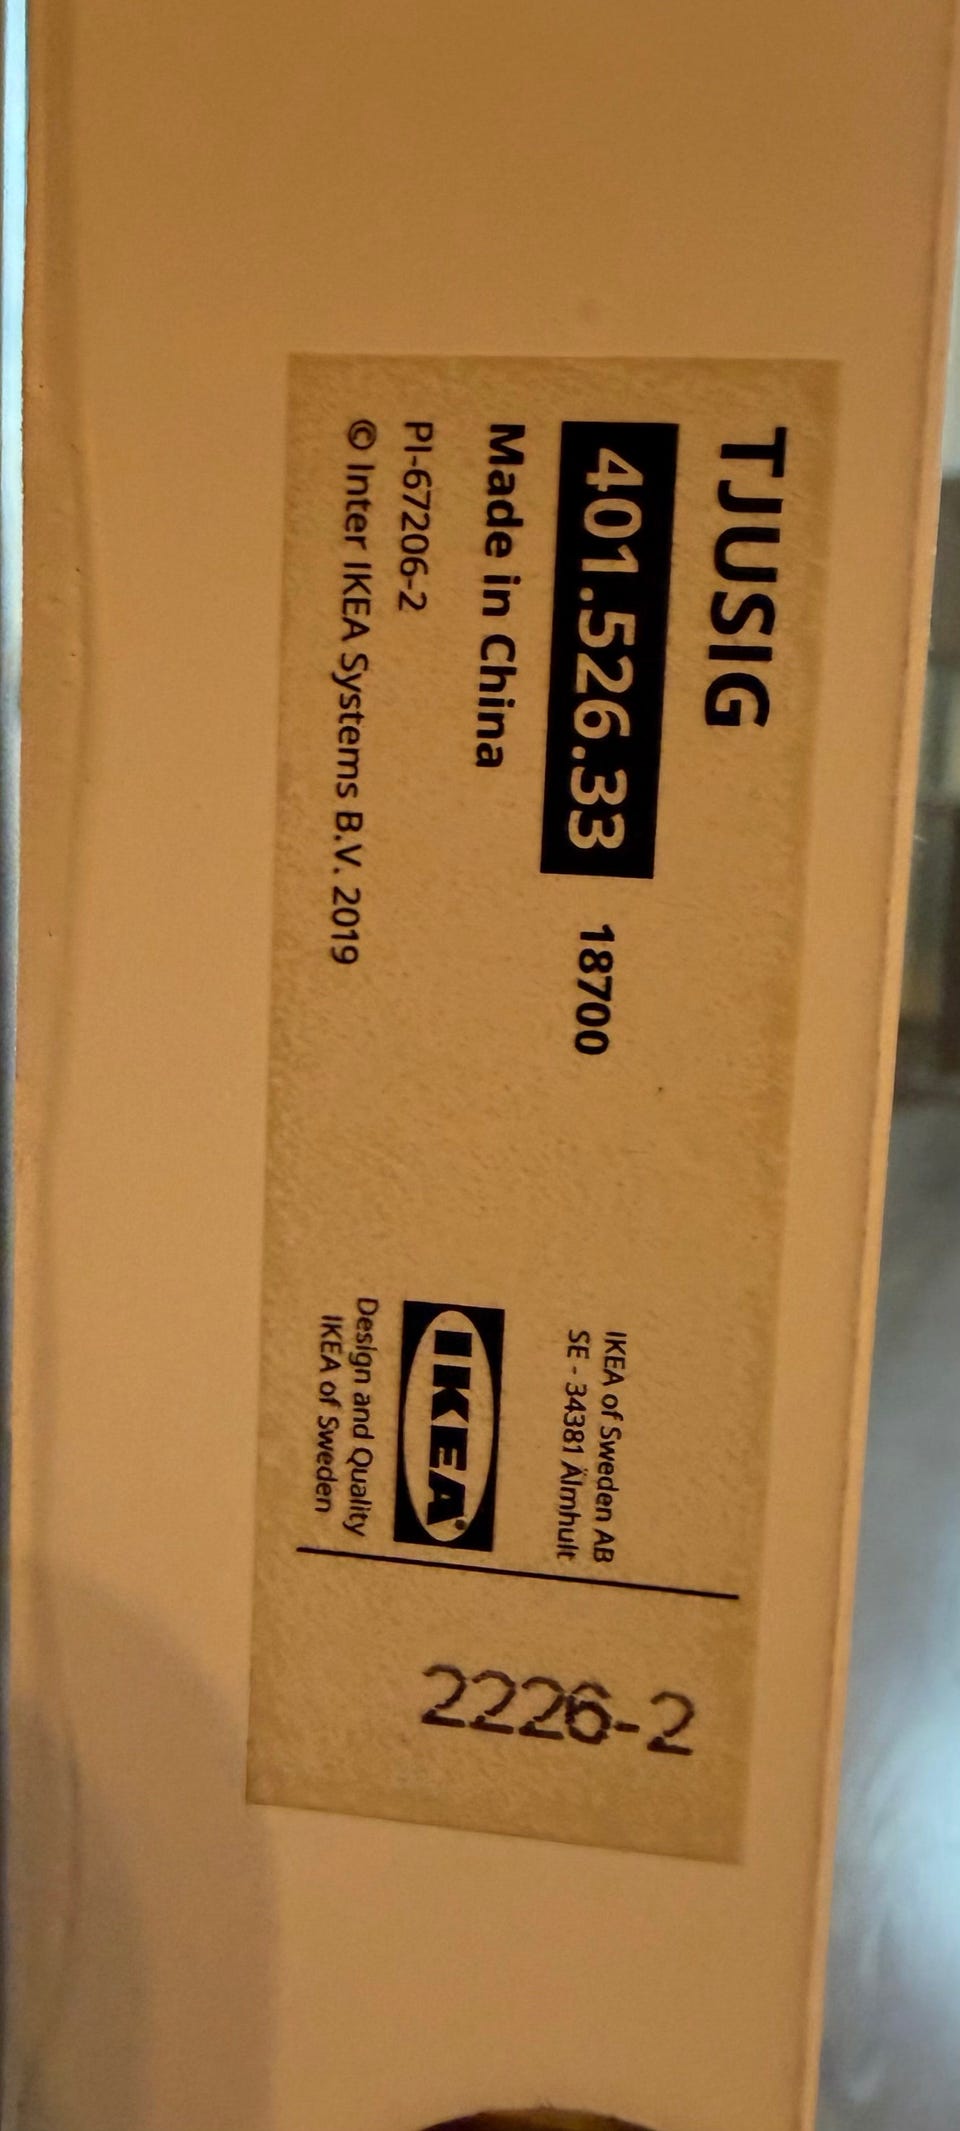 TJUSIG
401.526.33 18700
Made in China
PI-67206-2
© Inter IKEA Systems B.V. 2019
IKEA of Sweden AB
SE - 34381 Älmhult
IKEA®
Design and Quality
IKEA of Sweden
2226-2